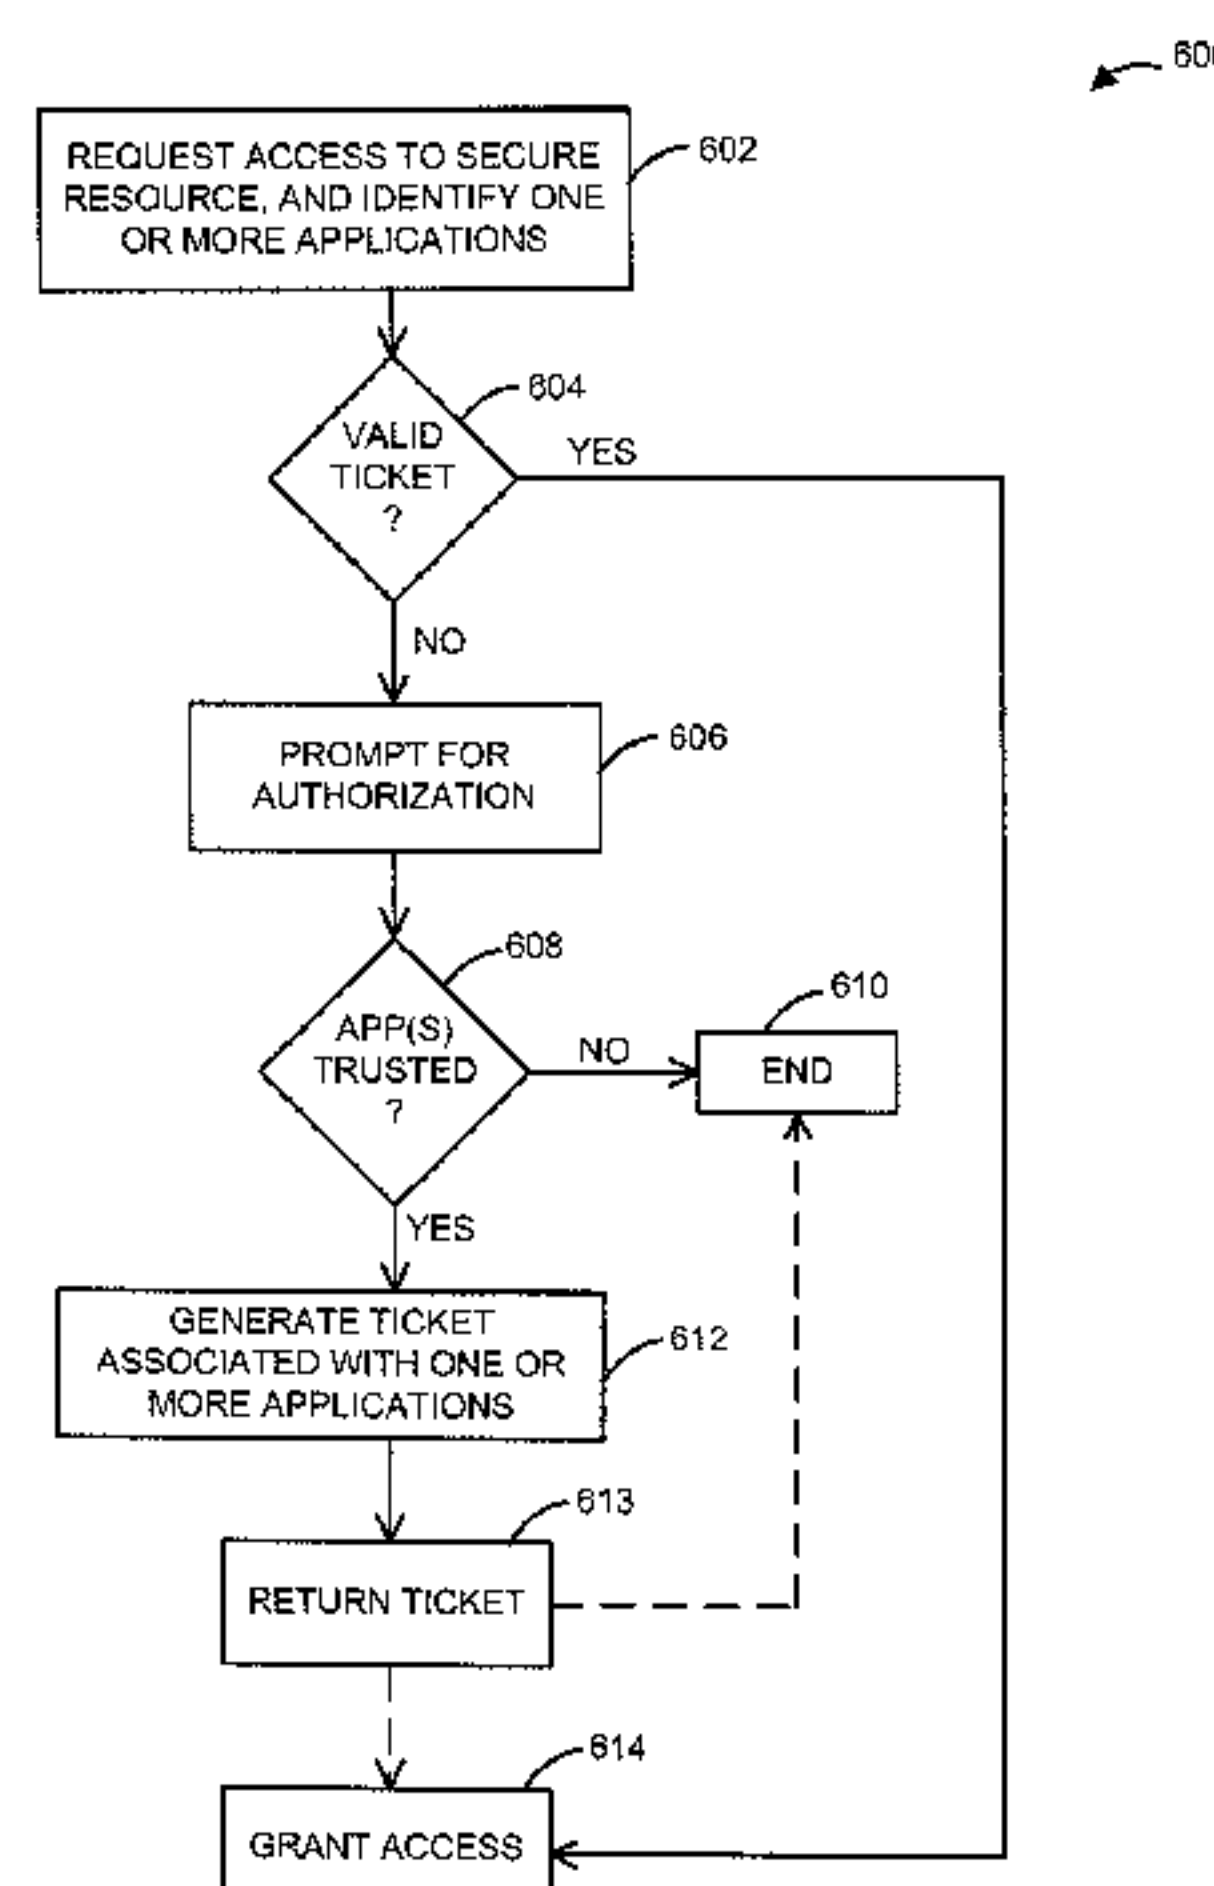 REQUEST ACCESS TO SECURE
RESOURCE, AND IDENTIFY ONE
OR MORE APPLICATIONS
602
604
VALID
TICKET
?
YES
NO
PROMPT FOR
AUTHORIZATION
606
608
APP(S)
TRUSTED
?
NO
610
END
YES
GENERATE TICKET
ASSOCIATED WITH ONE OR
MORE APPLICATIONS
612
613
RETURN TICKET
614
GRANT ACCESS